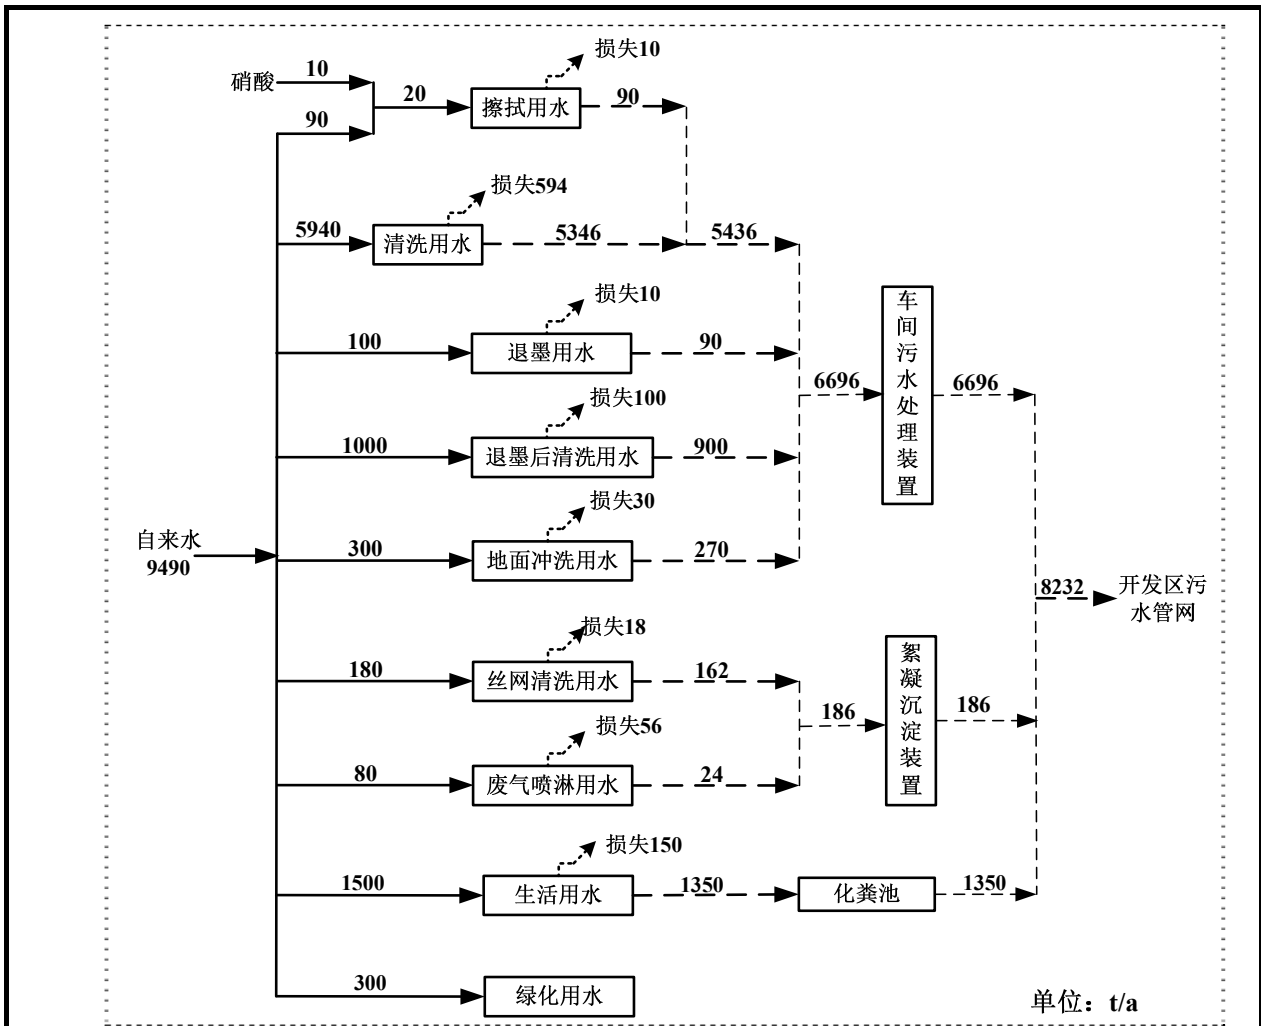 损失10
硝酸
10
20
擦拭用水
90
90
损失594
5940
清洗用水
5346
5436
损失10
100
退墨用水
90
车间污水处理装置
6696
6696
损失100
1000
退墨后清洗用水
900
损失30
自来水
9490
300
地面冲洗用水
270
8232
开发区污
水管网
损失18
180
丝网清洗用水
162
絮凝沉淀装置
186
186
损失56
80
废气喷淋用水
24
损失150
1500
生活用水
1350
化粪池
1350
300
绿化用水
单位：t/a